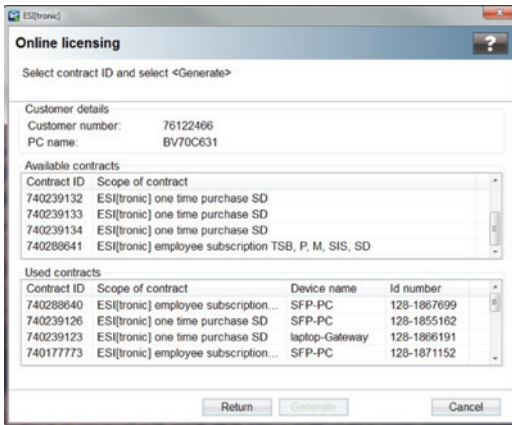 ESI[tronic]
Online licensing
?
Select contract ID and select <Generate>
Customer details
Customer number: 76122466
PC name: BV70C631
Available contracts
Contract ID Scope of contract
740239132 ESI[tronic] one time purchase SD
740239133 ESI[tronic] one time purchase SD
740239134 ESI[tronic] one time purchase SD
740288641 ESI[tronic] employee subscription TSB, P, M, SIS, SD
Used contracts
Contract ID Scope of contract Device name Id number
740288640 ESI[tronic] employee subscription... SFP-PC 128-1867699
740239126 ESI[tronic] one time purchase SD SFP-PC 128-1855162
740239123 ESI[tronic] one time purchase SD laptop-Gateway 128-1866191
740177773 ESI[tronic] employee subscription... SFP-PC 128-1871152
Return Generate Cancel